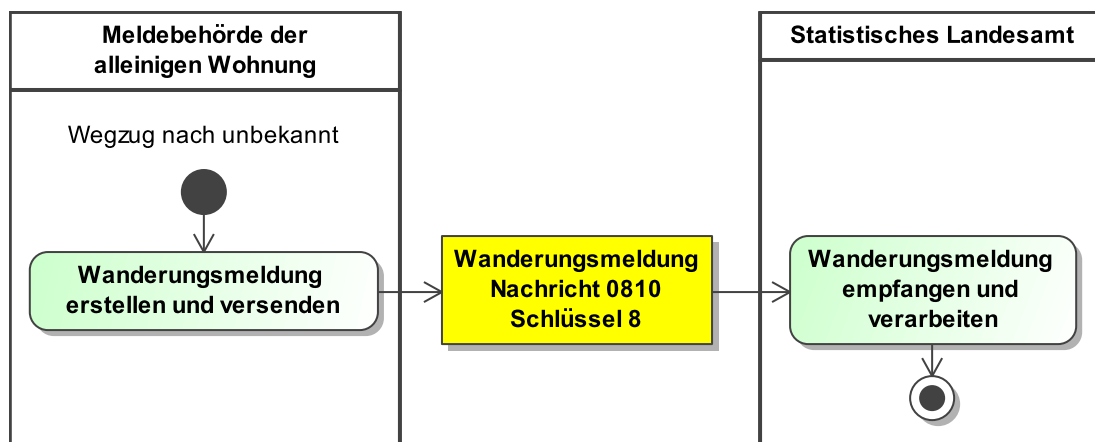 Meldebehörde der
alleinigen Wohnung
Statistisches Landesamt
Wegzug nach unbekannt
Wanderungsmeldung
erstellen und versenden
Wanderungsmeldung
Nachricht 0810
Schlüssel 8
Wanderungsmeldung
empfangen und
verarbeiten